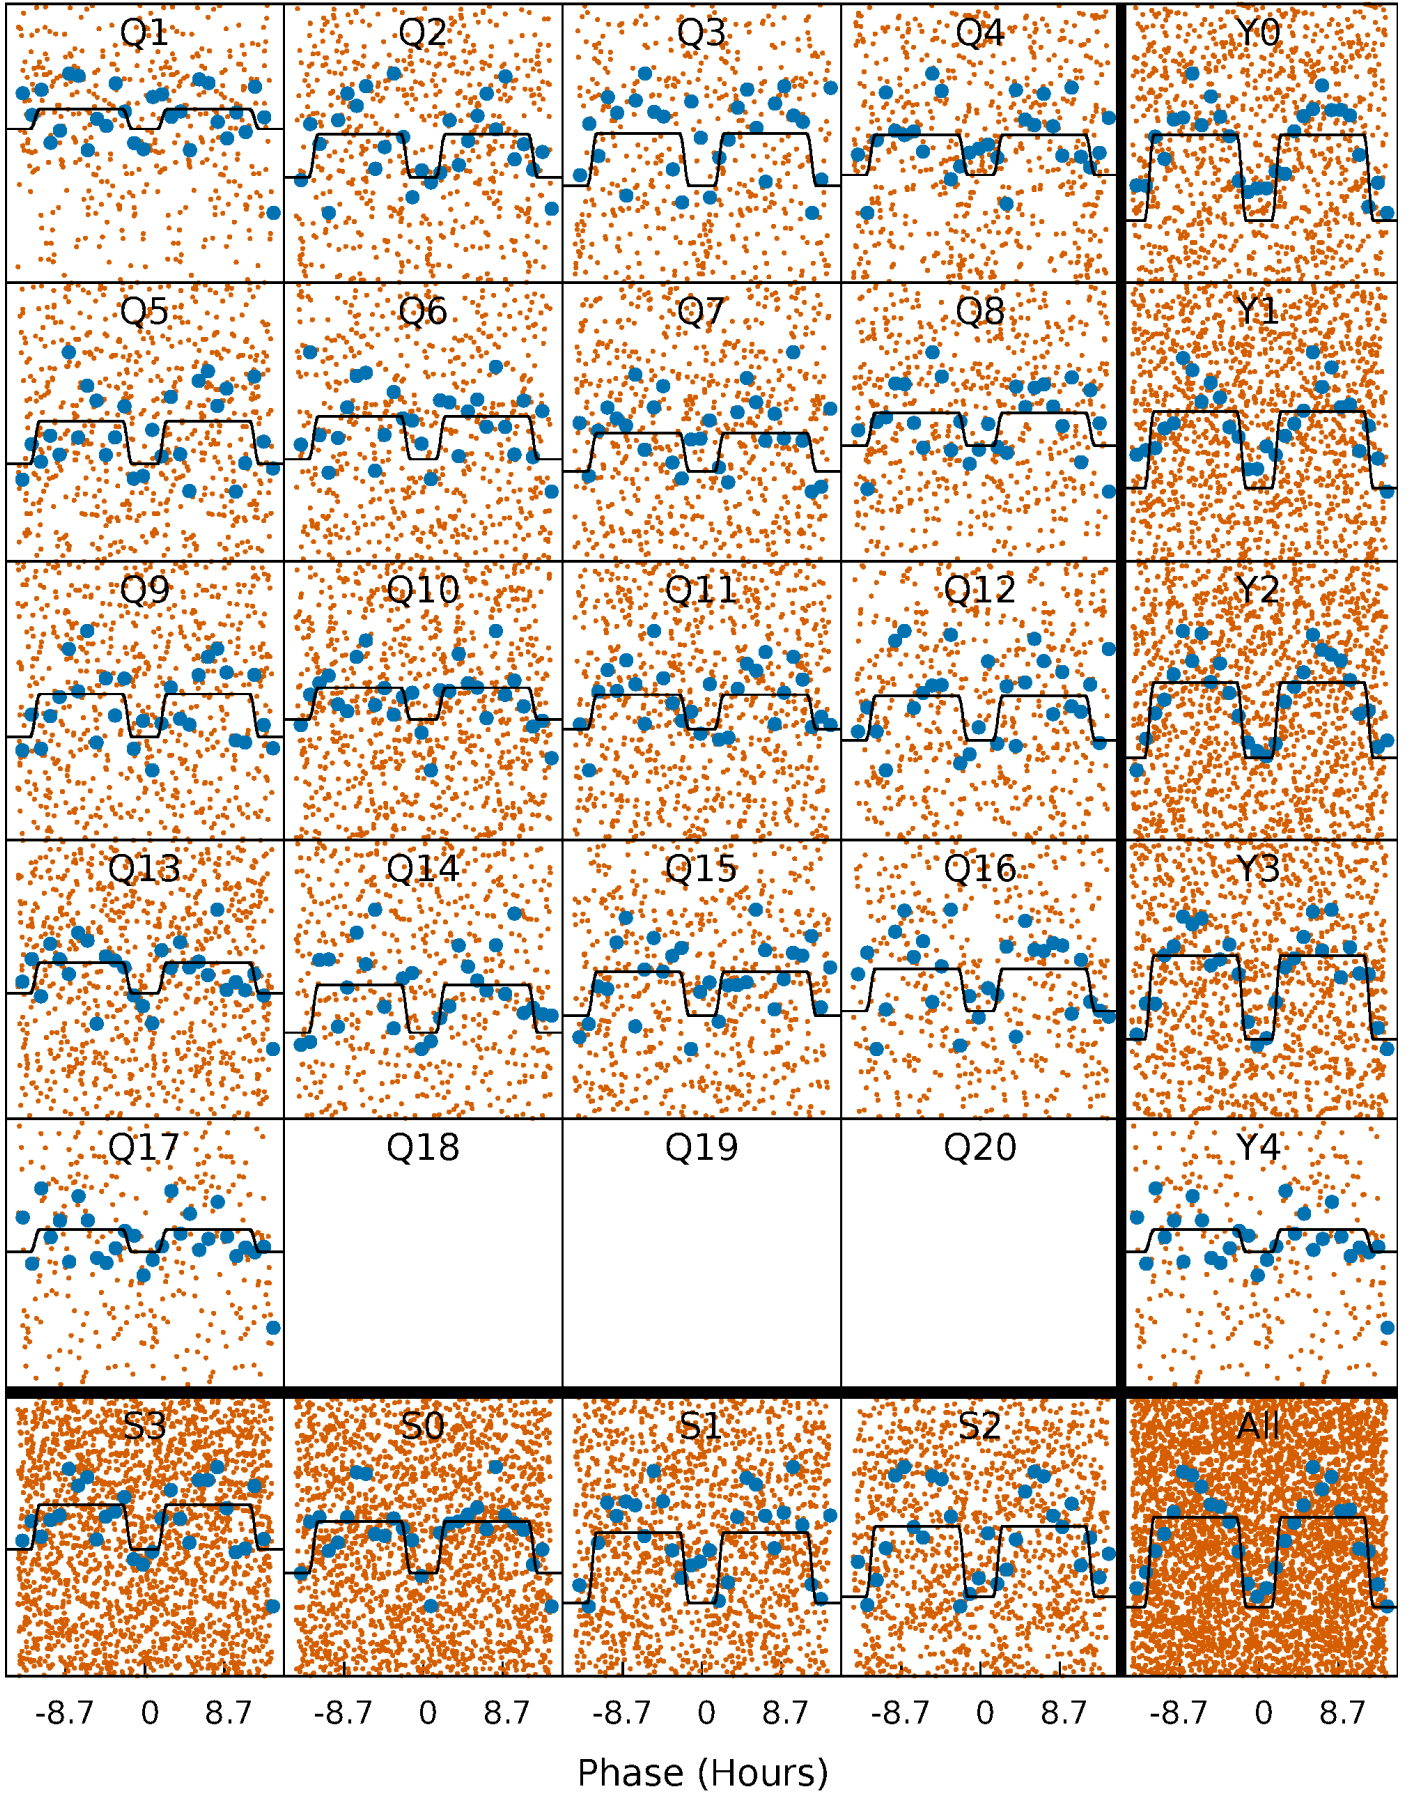 Q1 Q2 Q3 Q4 Y0
Q5 Q6 Q7 Q8 Y1
Q9 Q10 Q11 Q12 Y2
Q13 Q14 Q15 Q16 Y3
Q17 Q18 Q19 Q20 Y4
S3 S0 S1 S2 All
-8.7 0 8.7 -8.7 0 8.7 -8.7 0 8.7 -8.7 0 8.7 -8.7 0 8.7
Phase (Hours)